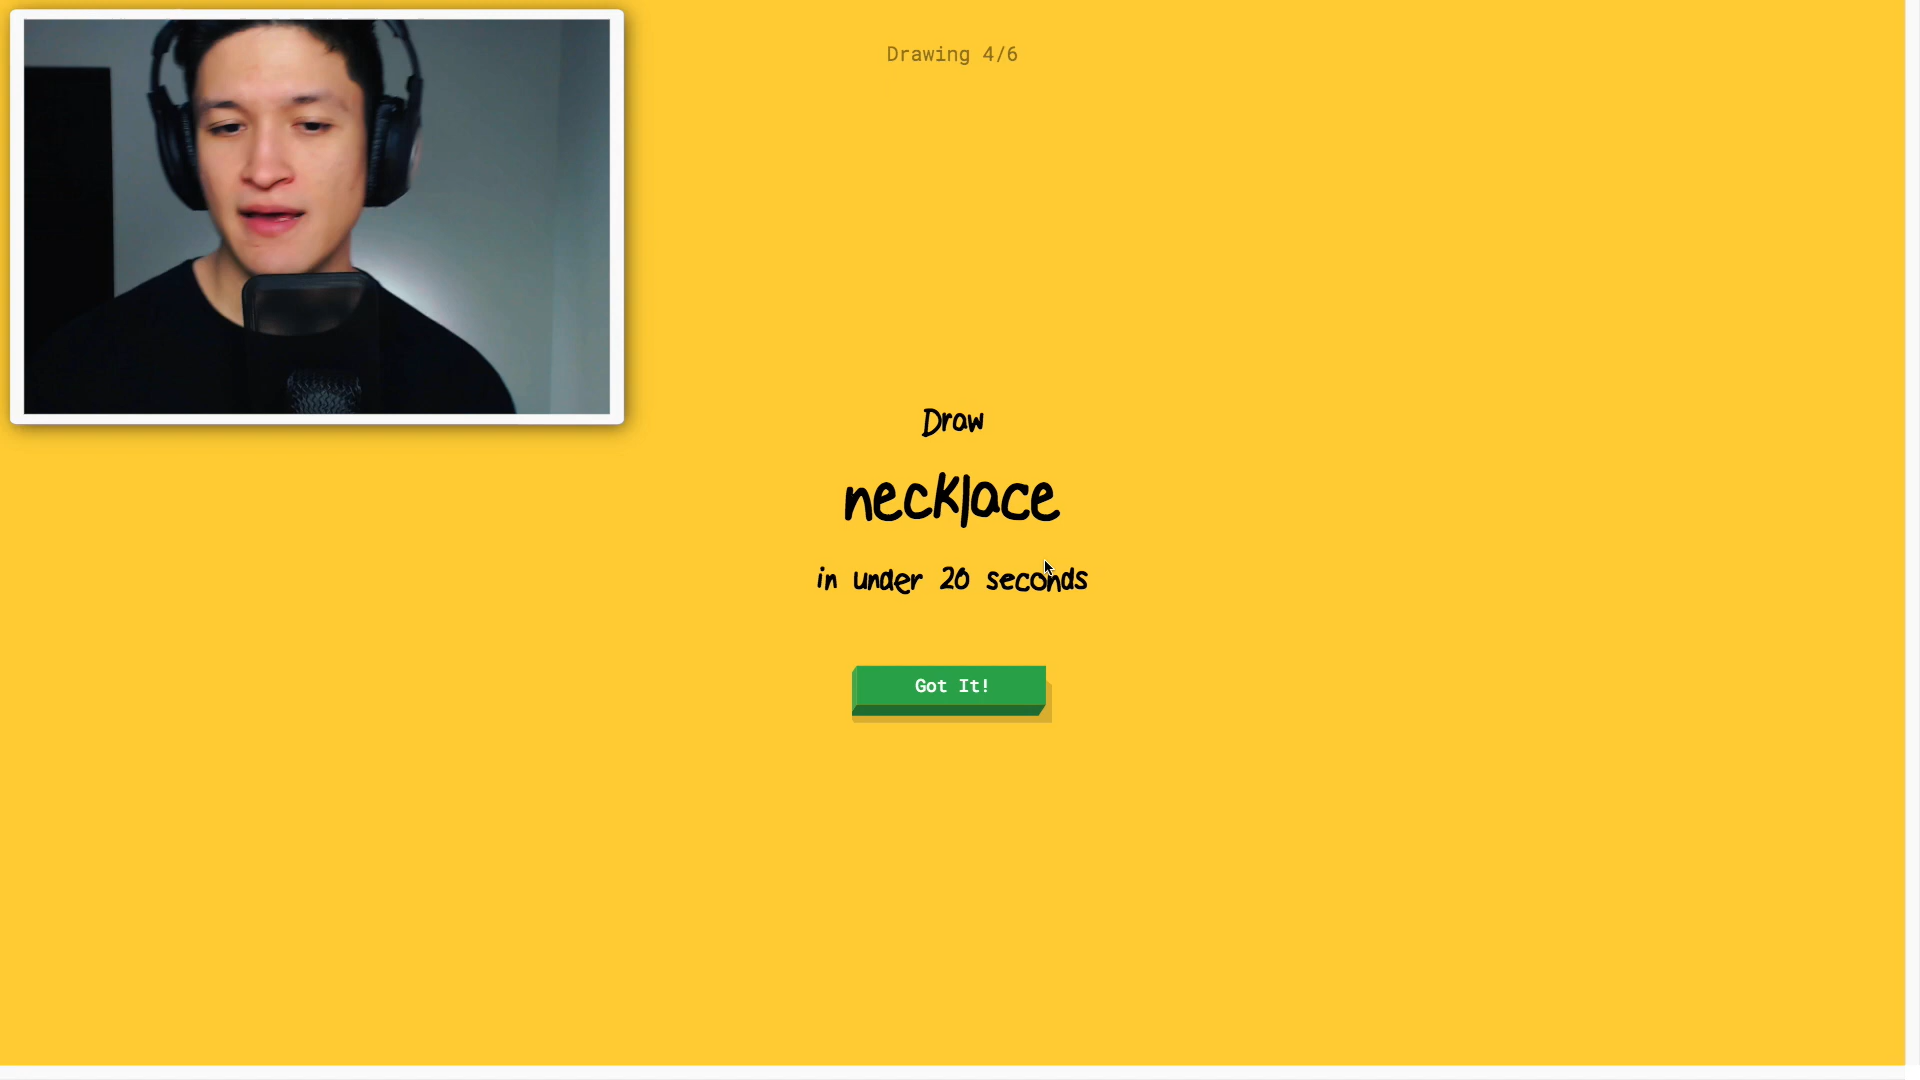 Drawing 4/6
Draw
necklace
in under 20 seconds
Got It!